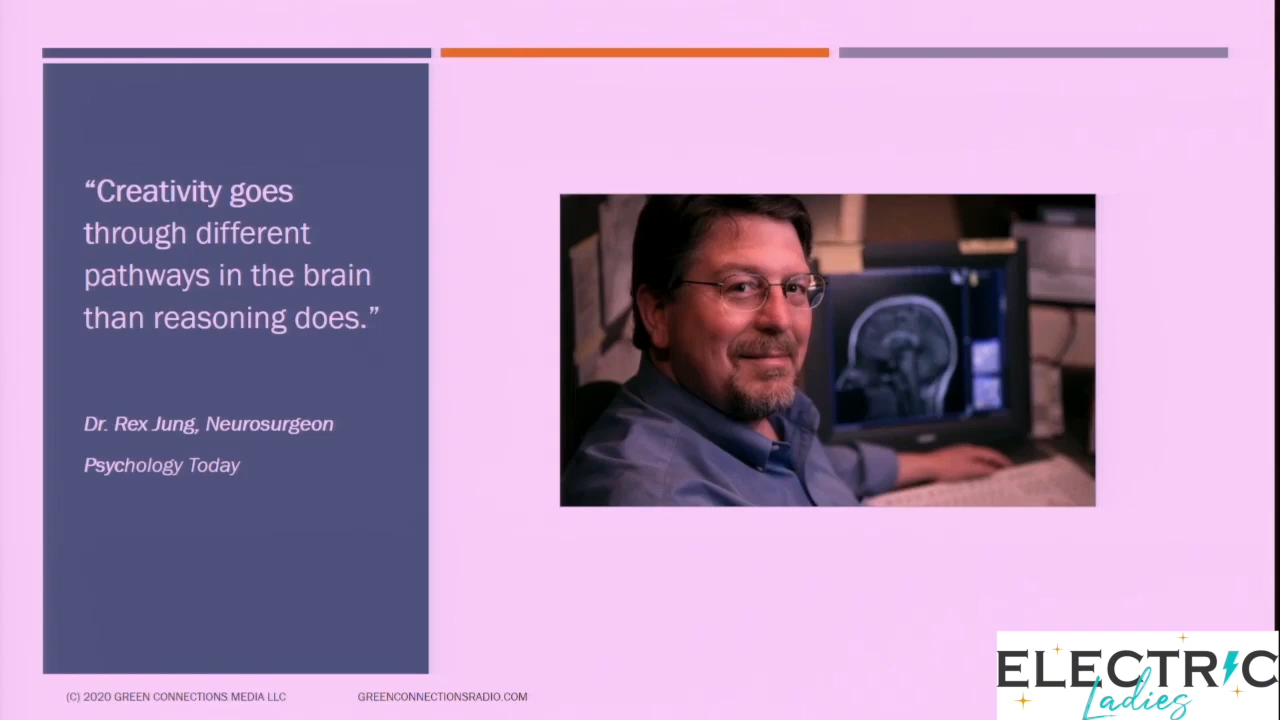 “Creativity goes
through different
pathways in the brain
than reasoning does.”
Dr. Rex Jung, Neurosurgeon
Psychology Today
(C) 2020 GREEN CONNECTIONS MEDIA LLC
GREENCONNECTIONSRADIO.COM
ELECTRIC
Ladies